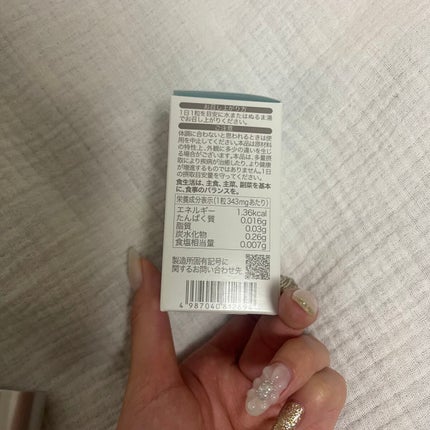 お召し上がり方
1日1粒を目安に水またはぬるま湯
でお召し上がりください。
ご注意
体調に合わないと思われるときは使
用を中止してください。本品は原材料
の特性上、外観に多少の違いを生じ
る場合がございます。本品は、多量摂
取により疾病が治癒したり、より健康
が増進するものではありません。1日
の摂取目安量を守ってください。
食生活は、主食、主菜、副菜を基本
に、食事のバランスを。
栄養成分表示(1粒343mgあたり)
エネルギー 1.36kcal
たんぱく質 0.016g
脂質 0.03g
炭水化物 0.26g
食塩相当量 0.007g
製造所固有記号に
関するお問い合わせ先